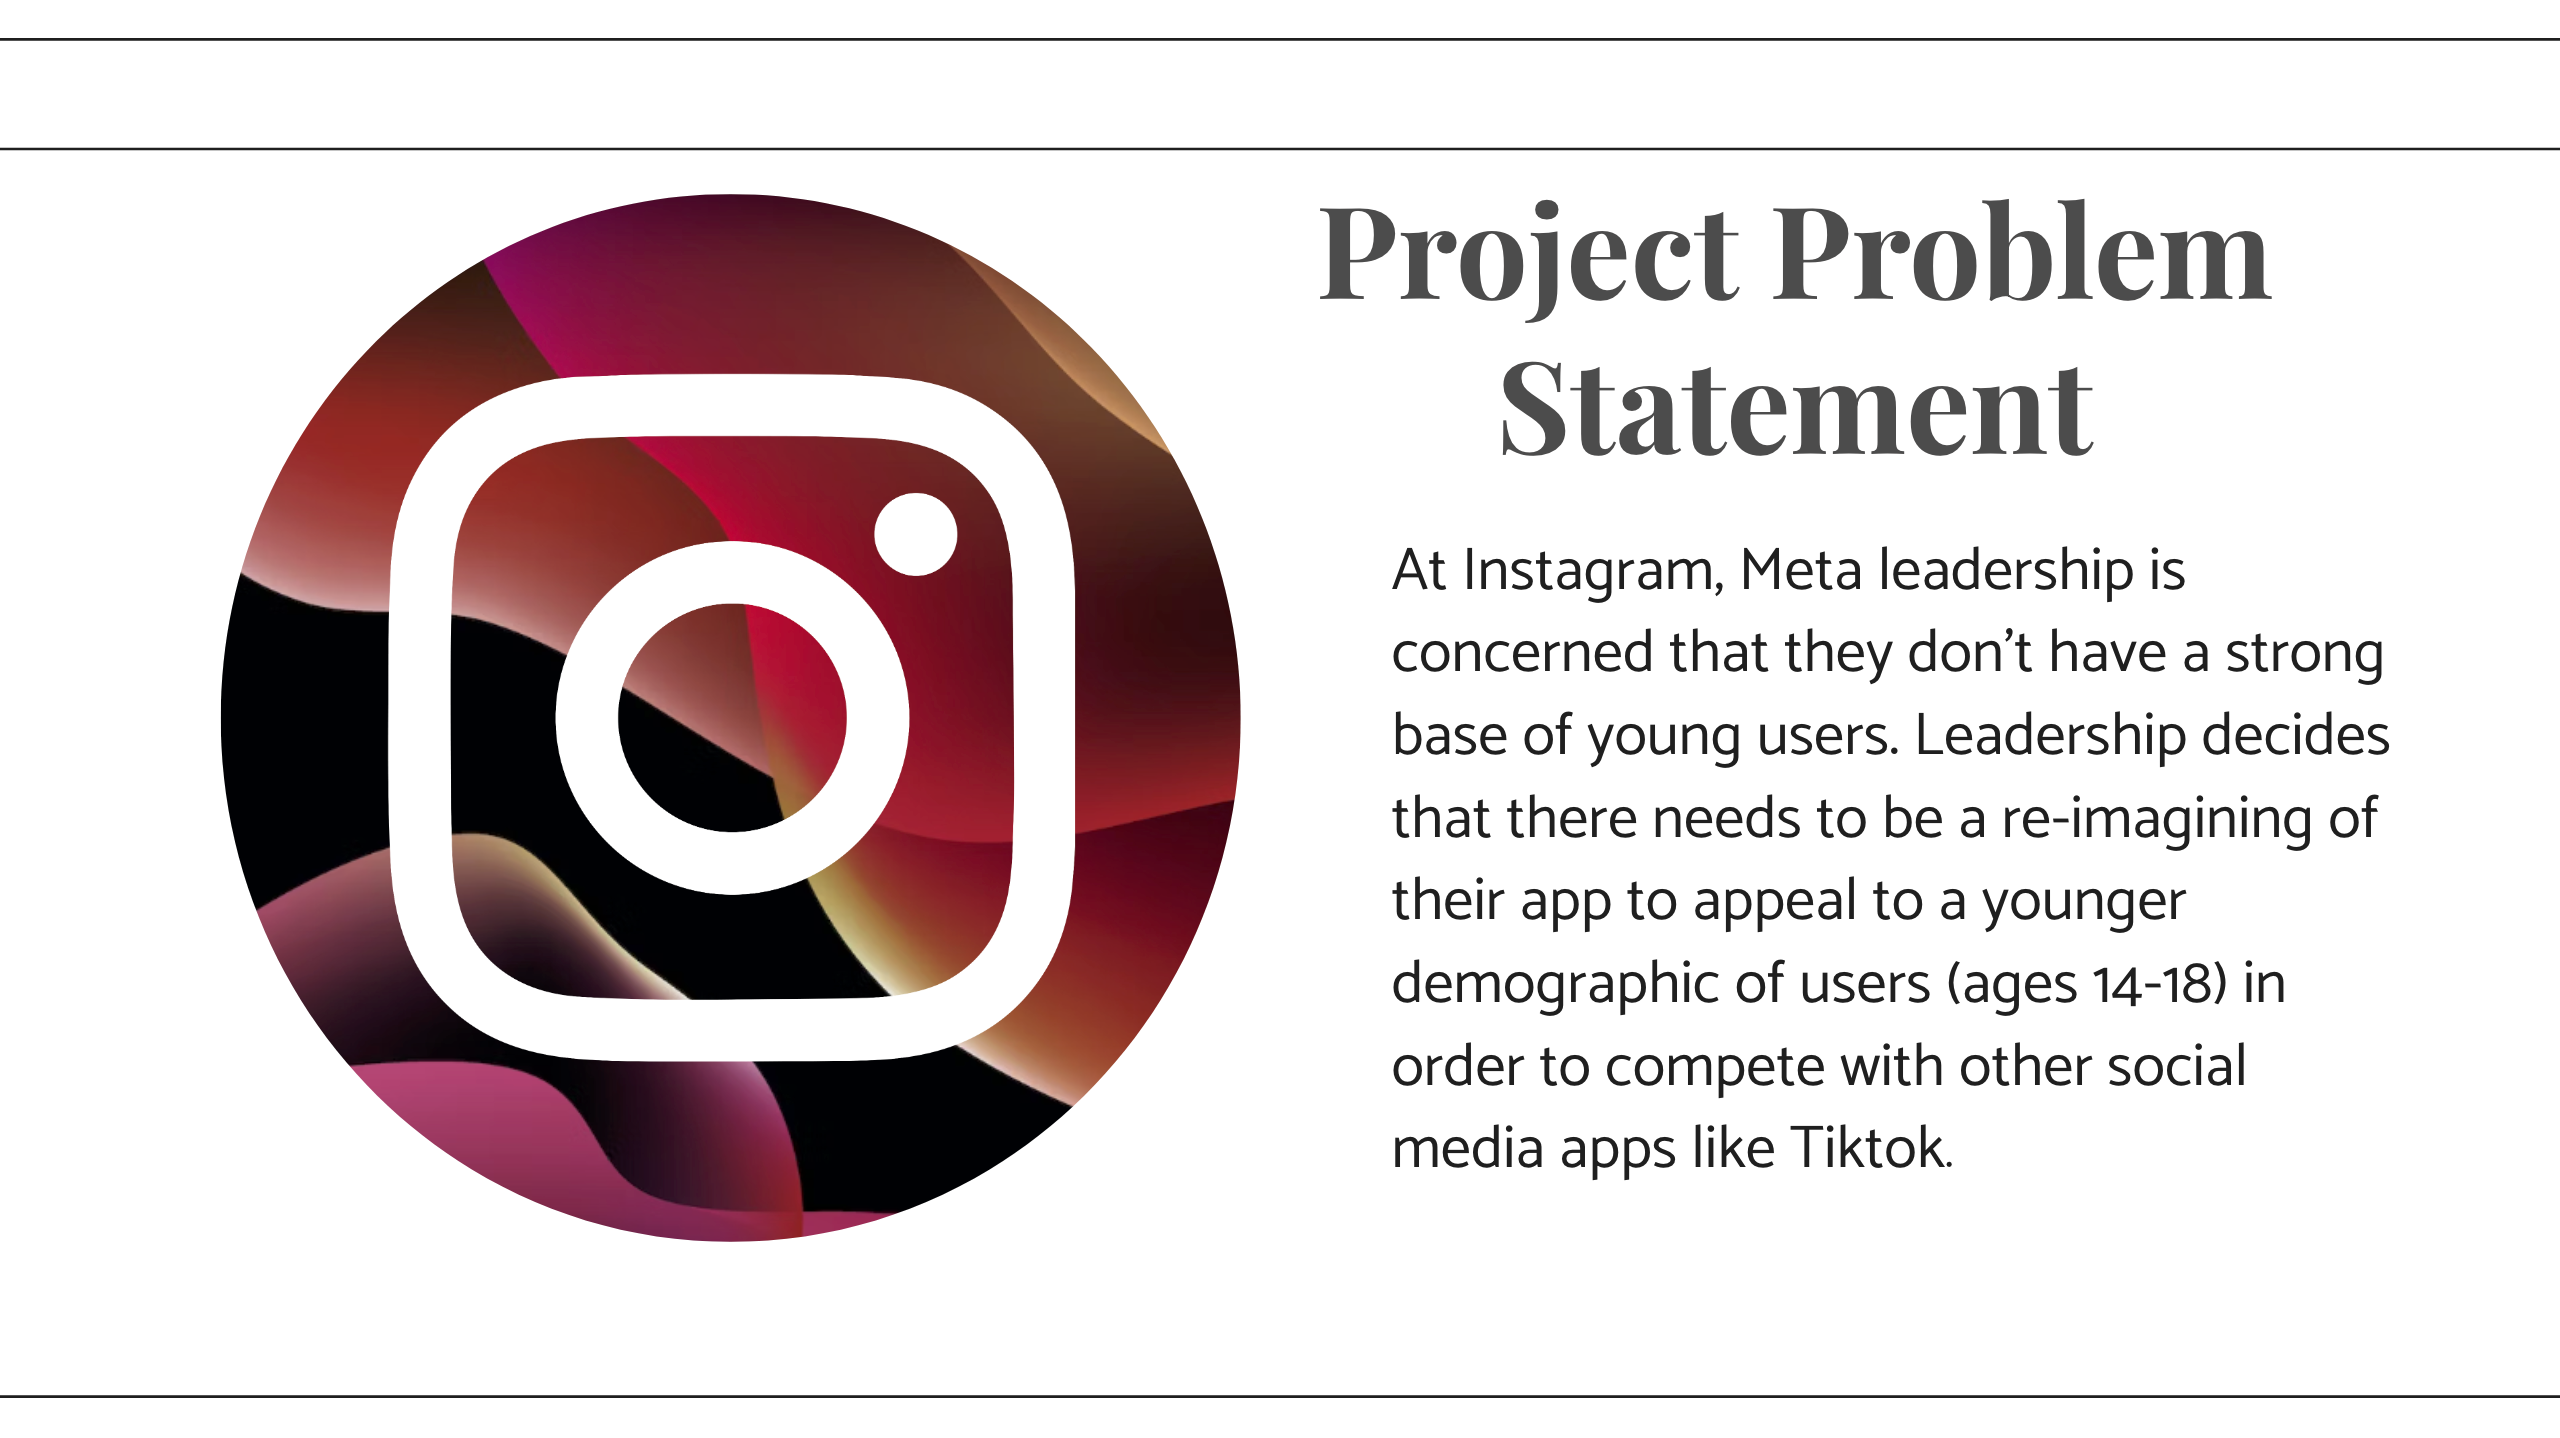 Project Problem
Statement
At Instagram, Meta leadership is
concerned that they don’t have a strong
base of young users. Leadership decides
that there needs to be a re-imagining of
their app to appeal to a younger
demographic of users (ages 14-18) in
order to compete with other social
media apps like Tiktok.